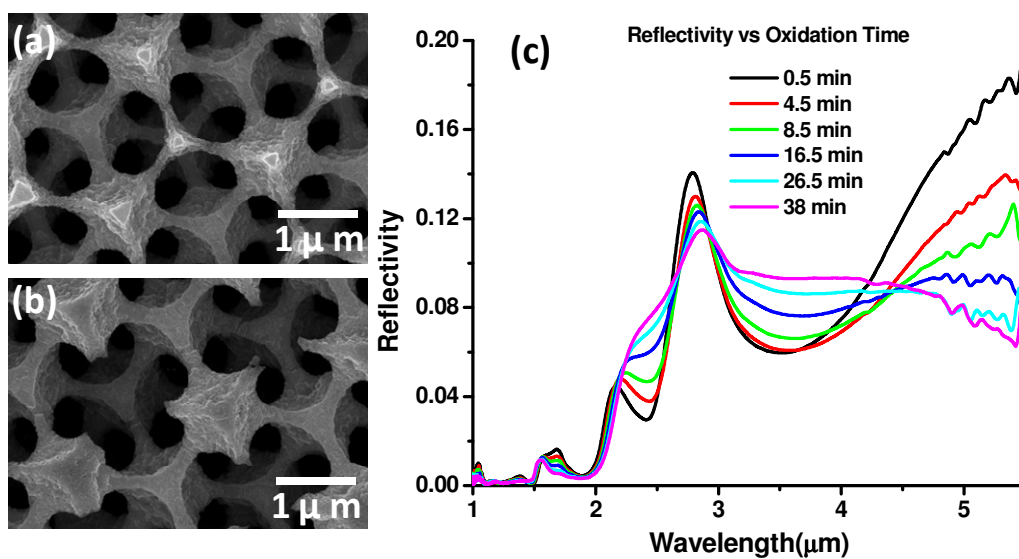 (a)
1 μ m
(b)
1 μ m
(c)
Reflectivity vs Oxidation Time
0.5 min
4.5 min
8.5 min
16.5 min
26.5 min
38 min
0.20
0.16
0.12
0.08
0.04
0.00
Reflectivity
1 2 3 4 5
Wavelength(μm)